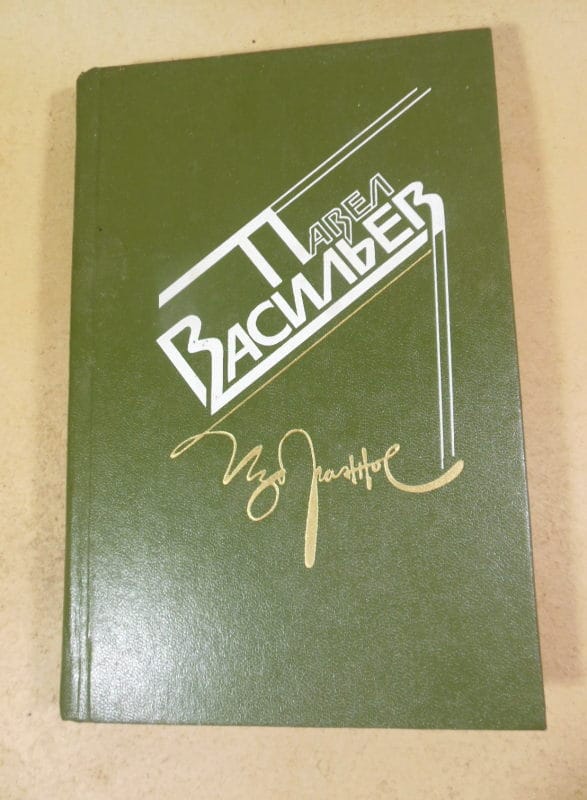 Павел
Васильев
Избранное